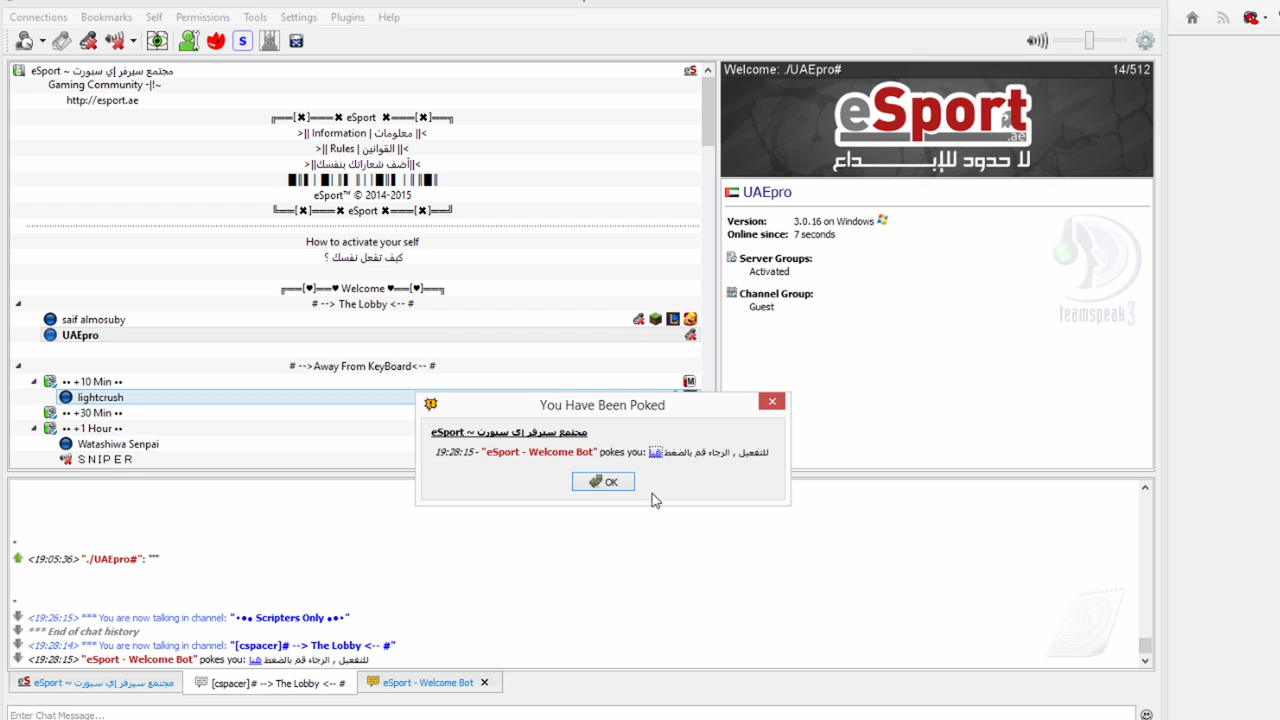 Connections Bookmarks Self Permissions Tools Settings Plugins Help
eSport ~ مجتمع سيرفر إي سبورت
Gaming Community -|!~
http://esport.ae
╔══[✖]════✖ eSport ✖════[✖]══╗
>|| Information | معلومات ||<
>|| Rules | القوانين ||<
>||أضف شعاراتك بنفسك||<
eSport™ © 2014-2015
╚══[✖]════✖ eSport ✖════[✖]══╝
How to activate your self
كيف تفعل نفسك ؟
╔══[♥]══♥ Welcome ♥══[♥]══╗
# --> The Lobby <-- #
saif almosuby
UAEpro
# -->Away From KeyBoard<-- #
•• +10 Min ••
lightcrush
•• +30 Min ••
•• +1 Hour ••
Watashiwa Senpai
S N I P E R
Welcome: ./UAEpro# 14/512
eSport
.ae
لا حدود للإبداع
UAEpro
Version: 3.0.16 on Windows
Online since: 7 seconds
Server Groups:
Activated
Channel Group:
Guest
teamspeak3
You Have Been Poked
eSport ~ مجتمع سيرفر إي سبورت
19:28:15 - "eSport - Welcome Bot" pokes you: للتفعيل , الرجاء قم بالضغط هنا
OK
"
<19:05:36> "./UAEpro#": """
"
<19:26:15> *** You are now talking in channel: "•●• Scripters Only •●•"
*** End of chat history
<19:28:14> *** You are now talking in channel: "[cspacer]# --> The Lobby <-- #"
<19:28:15> "eSport - Welcome Bot" pokes you: للتفعيل , الرجاء قم بالضغط هنا
eSport ~ مجتمع سيرفر إي سبورت [cspacer]# --> The Lobby <-- # eSport - Welcome Bot
Enter Chat Message...